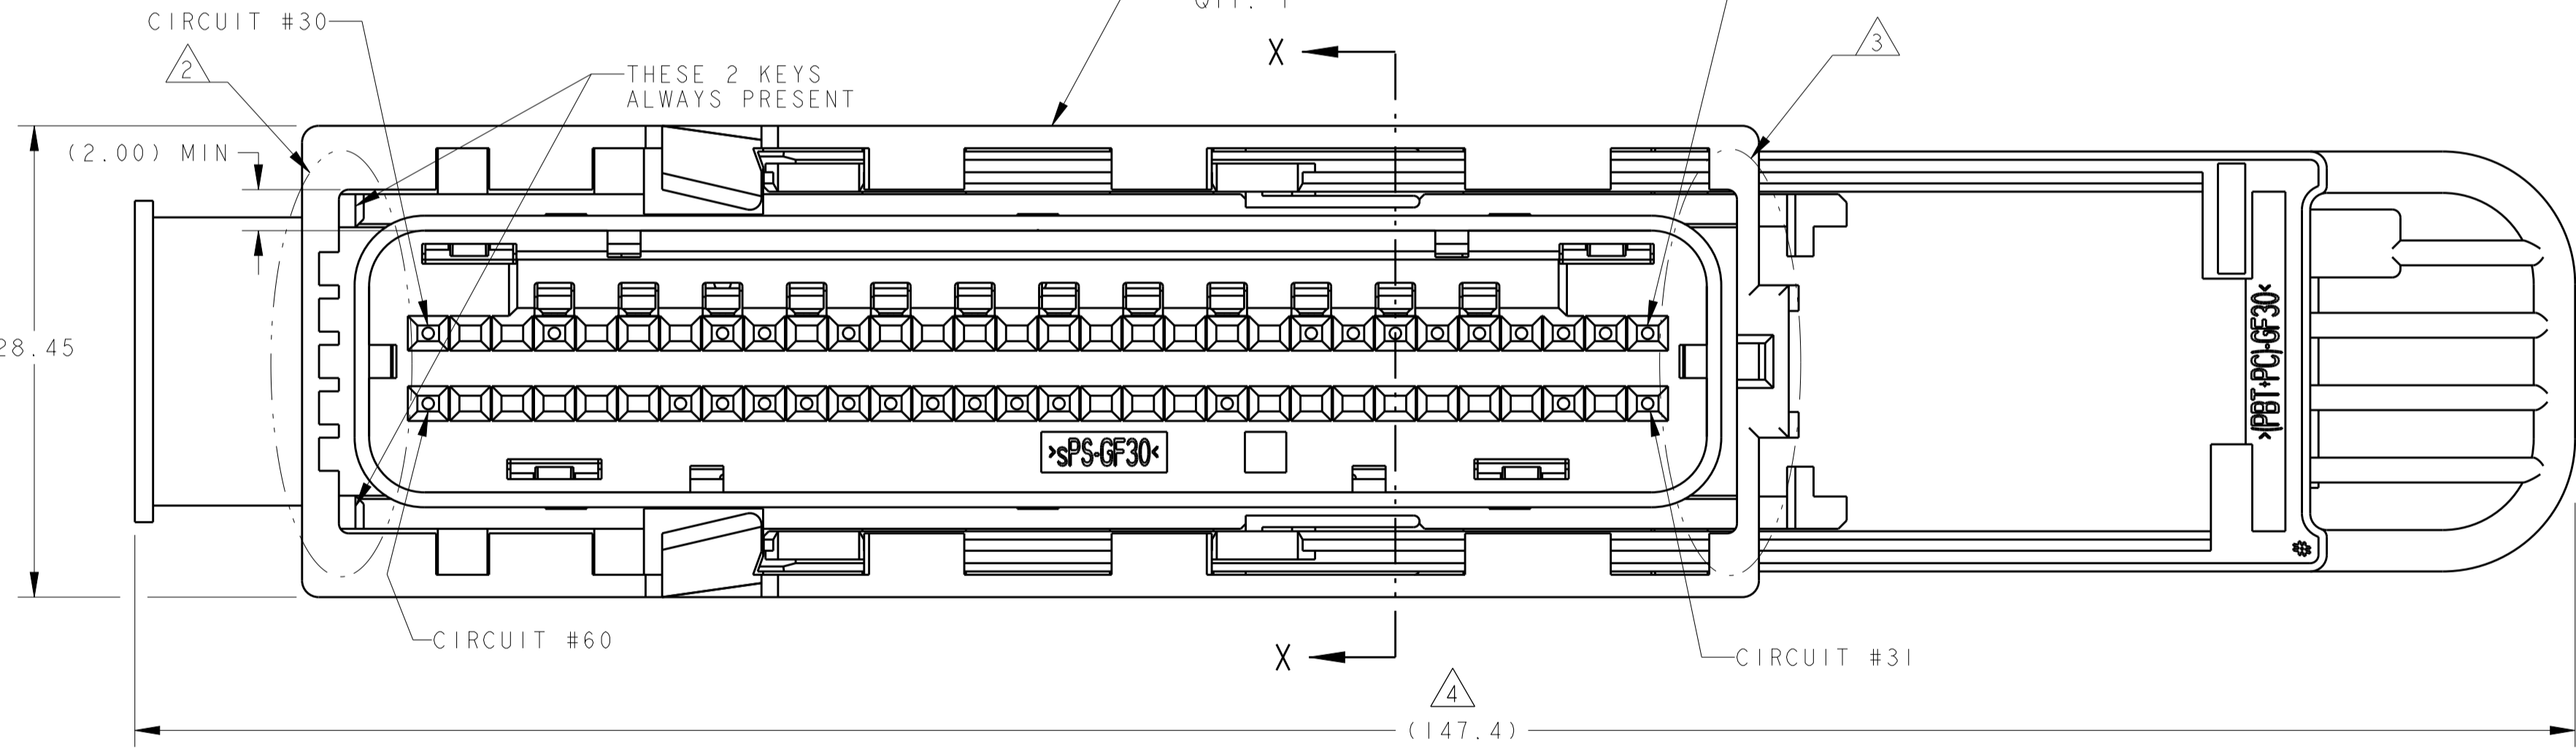 CIRCUIT #30
2
THESE 2 KEYS
ALWAYS PRESENT
X
3
(2.00) MIN
28.45
>(PBT+PC)-GF30<
>sPS-GF30<
#
CIRCUIT #60
X
CIRCUIT #31
4
(147.4)